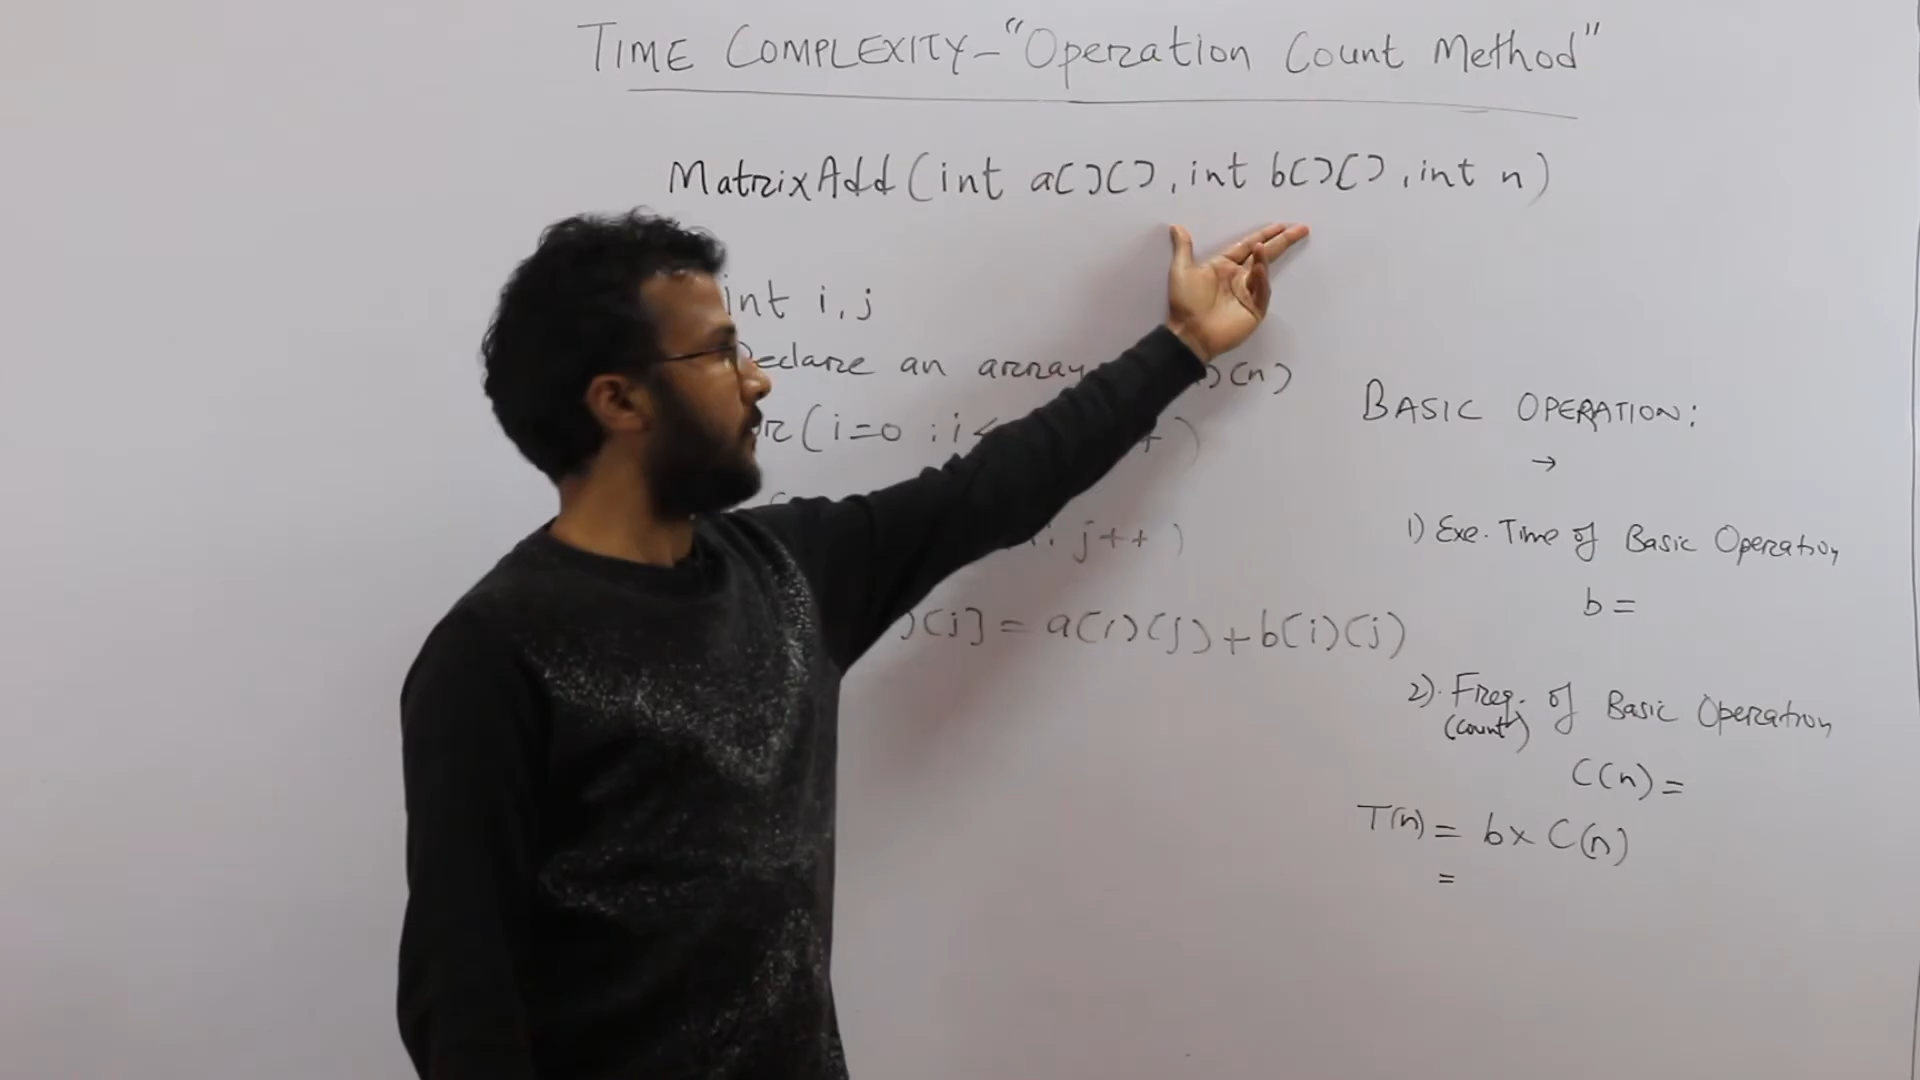 TIME COMPLEXITY - "Operation Count Method"
MatrixAdd(int a[][], int b[][], int n)
int i, j
Declare an array [n]
(i=0 ; i<
; j++)
[j] = a[i][j] + b[i][j]
BASIC OPERATION:
→
1) Exe. Time of Basic Operation
b =
2). Freq. of Basic Operation
(count)
C(n) =
T(n) = b x C(n)
=